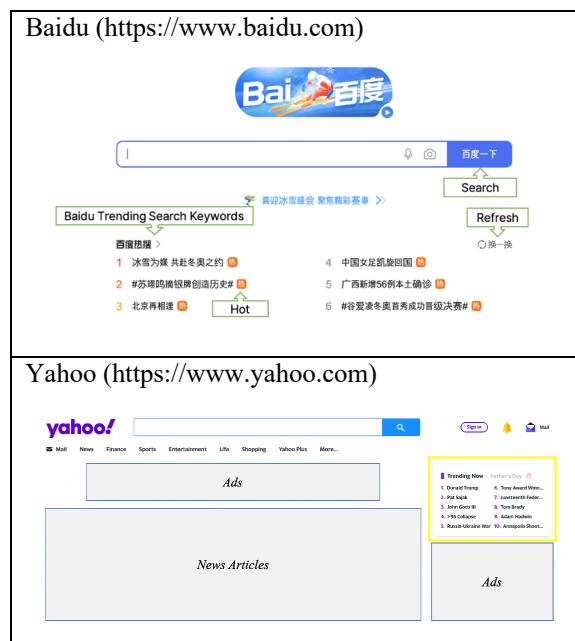 Baidu (https://www.baidu.com)
Bai 百度
百度一下
Search
喜迎冰雪盛会 聚焦精彩赛事
Baidu Trending Search Keywords
Refresh
百度热搜
换一换
1 冰雪为媒 共赴冬奥之约 热
4 中国女足凯旋回国 热
2 #苏翊鸣摘银牌创造历史# 热
5 广西新增56例本土确诊 热
Hot
3 北京再相逢 热
6 #谷爱凌冬奥首秀成功晋级决赛# 热
Yahoo (https://www.yahoo.com)
yahoo!
Sign in
Mail
Mail News Finance Sports Entertainment Life Shopping Yahoo Plus More...
Ads
Trending Now Father's Day
1. Donald Trump 6. Tony Award Winn...
2. Pat Sajak 7. Juneteenth Feder...
3. John Gotti III 8. Tom Brady
4. I-95 Collapse 9. Adam Hadwin
5. Russia-Ukraine War 10. Annapolis Shoot...
News Articles
Ads